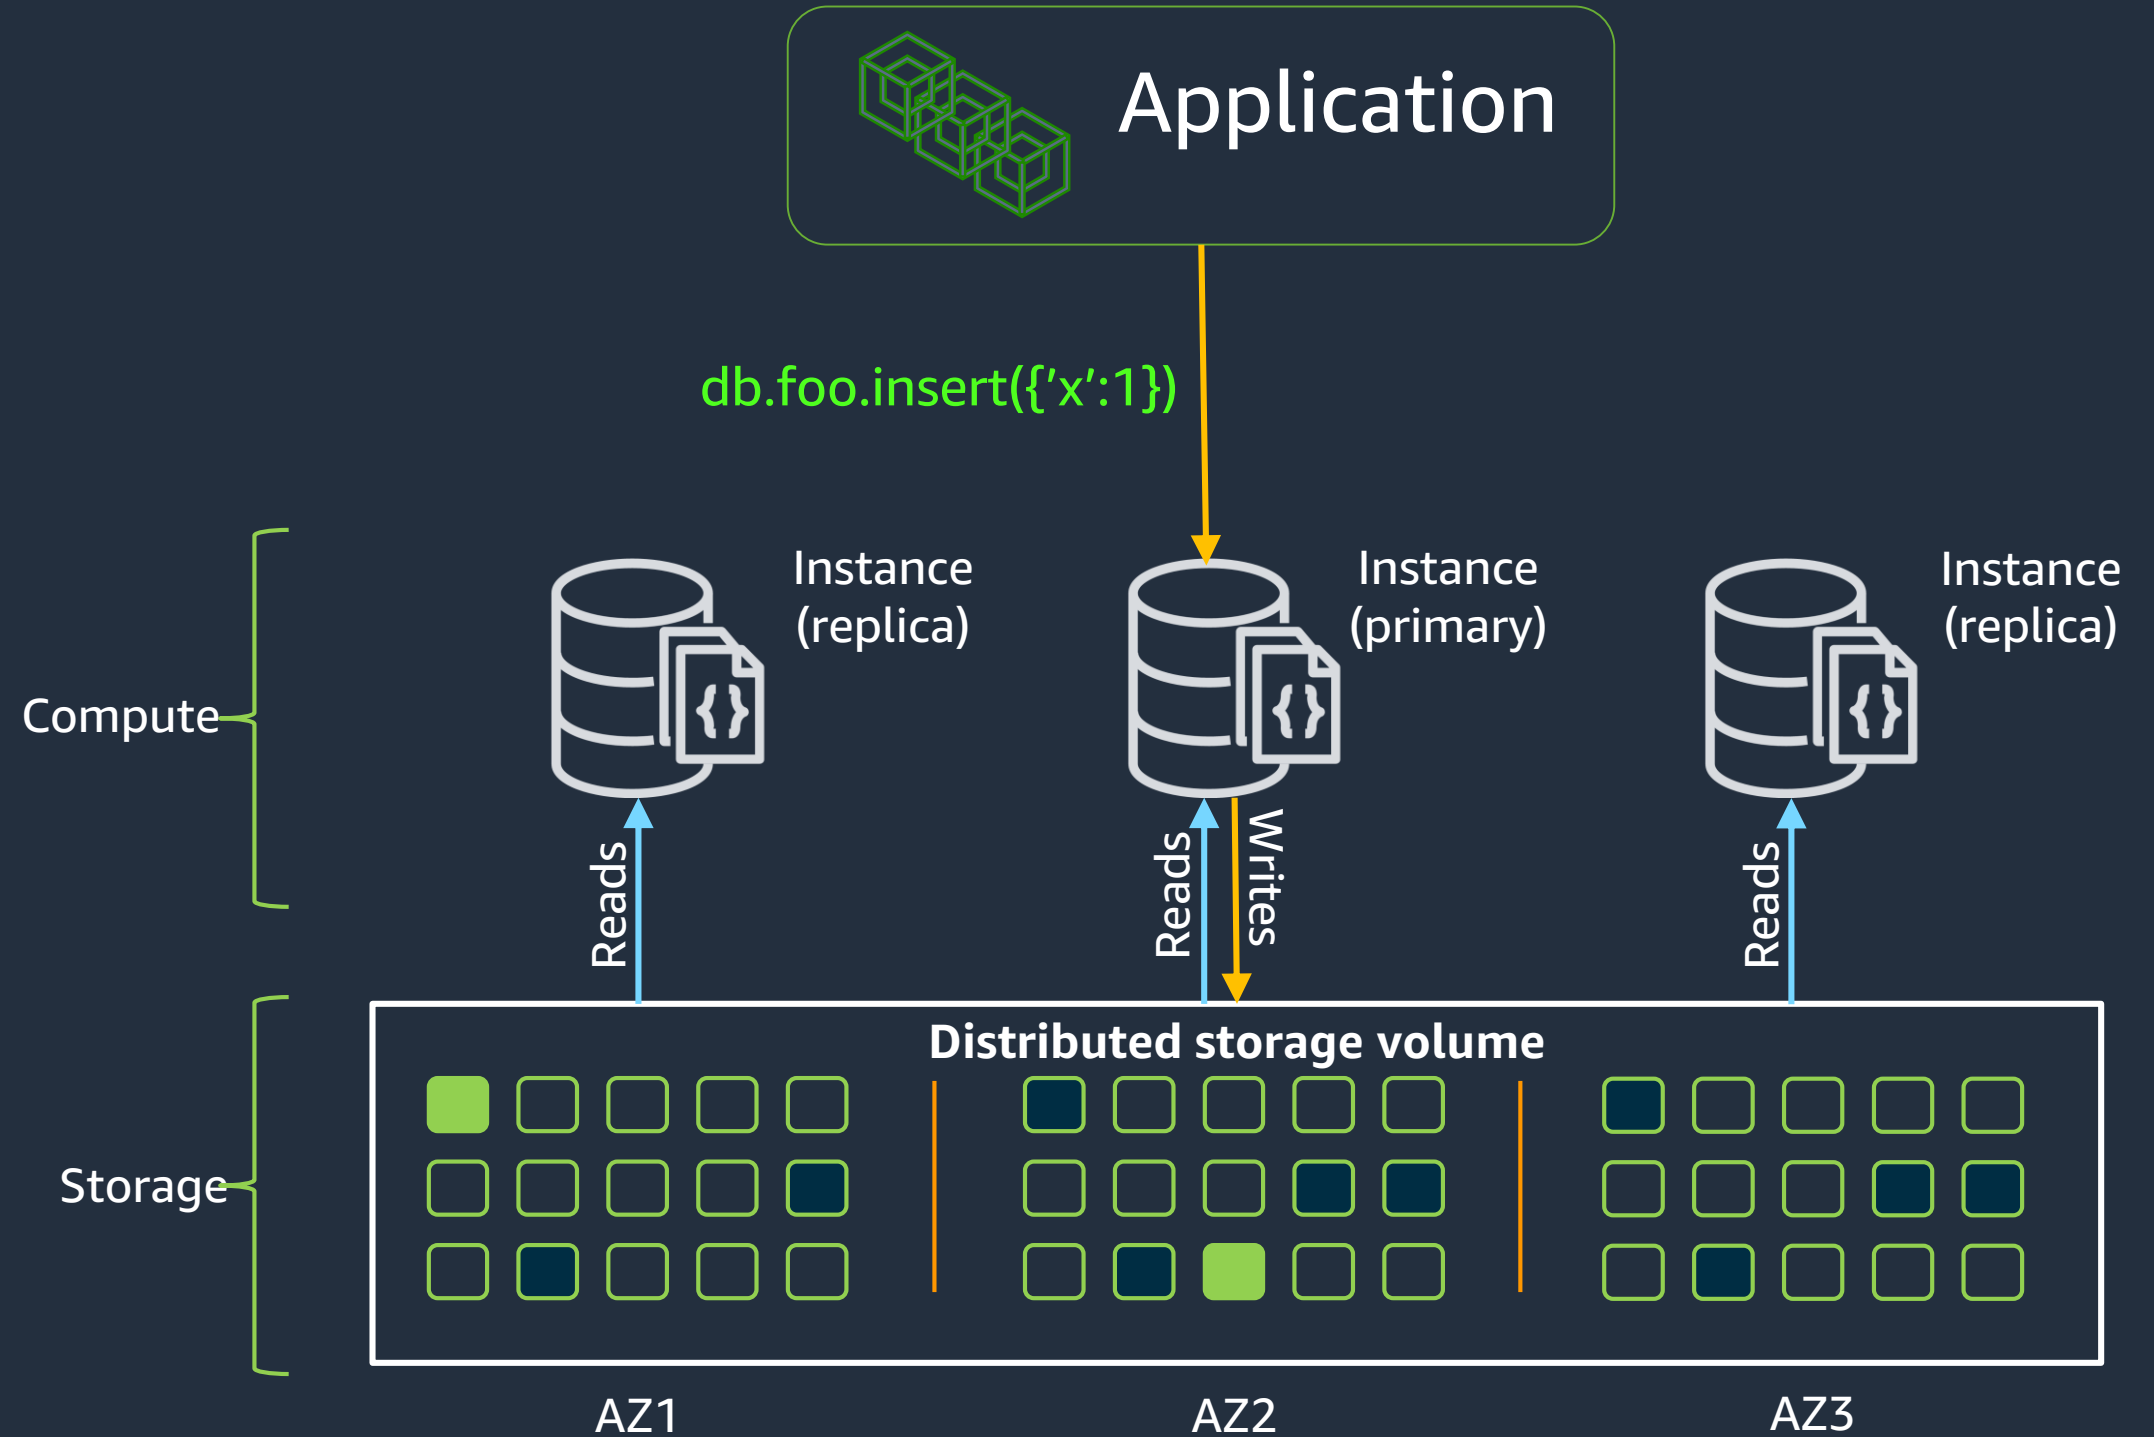 Application
db.foo.insert({’x’:1})
Instance
(replica)
Instance
(primary)
Instance
(replica)
{}
{}
{}
Compute
Reads
Reads
Writes
Reads
Distributed storage volume
Storage
AZ1
AZ2
AZ3